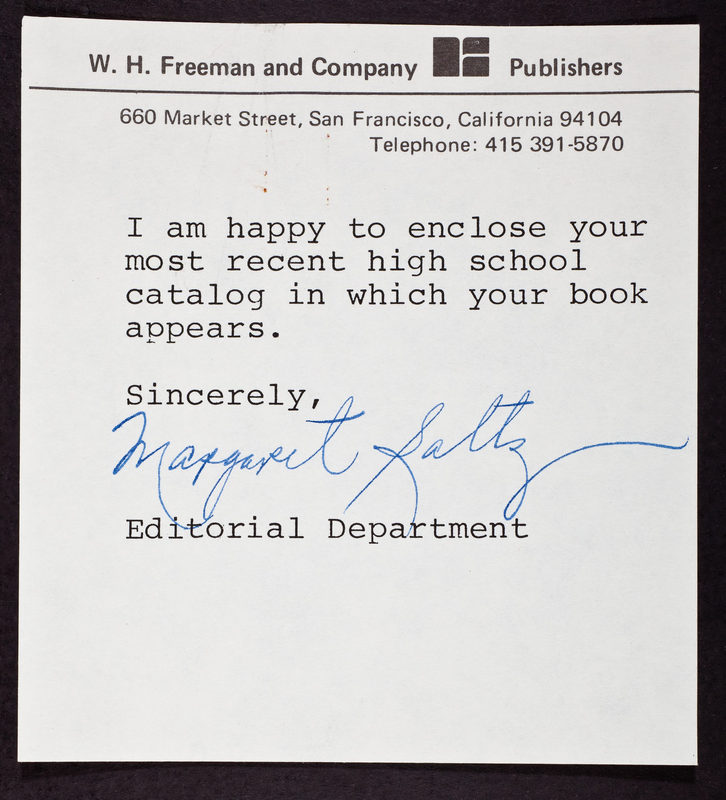 W. H. Freeman and Company Publishers
660 Market Street, San Francisco, California 94104
Telephone: 415 391-5870
I am happy to enclose your
most recent high school
catalog in which your book
appears.
Sincerely,
Margaret Saltz
Editorial Department